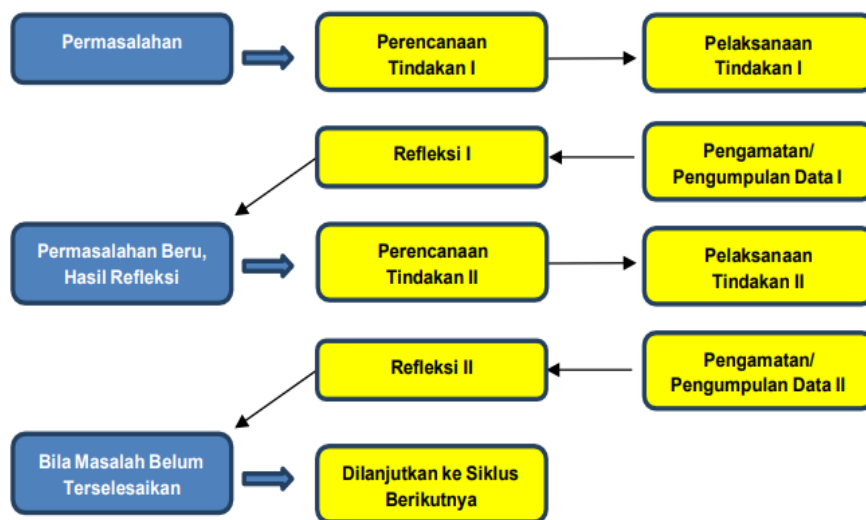 Permasalahan
Perencanaan
Tindakan I
Pelaksanaan
Tindakan I
Refleksi I
Pengamatan/
Pengumpulan Data I
Permasalahan Beru,
Hasil Refleksi
Perencanaan
Tindakan II
Pelaksanaan
Tindakan II
Refleksi II
Pengamatan/
Pengumpulan Data II
Bila Masalah Belum
Terselesaikan
Dilanjutkan ke Siklus
Berikutnya